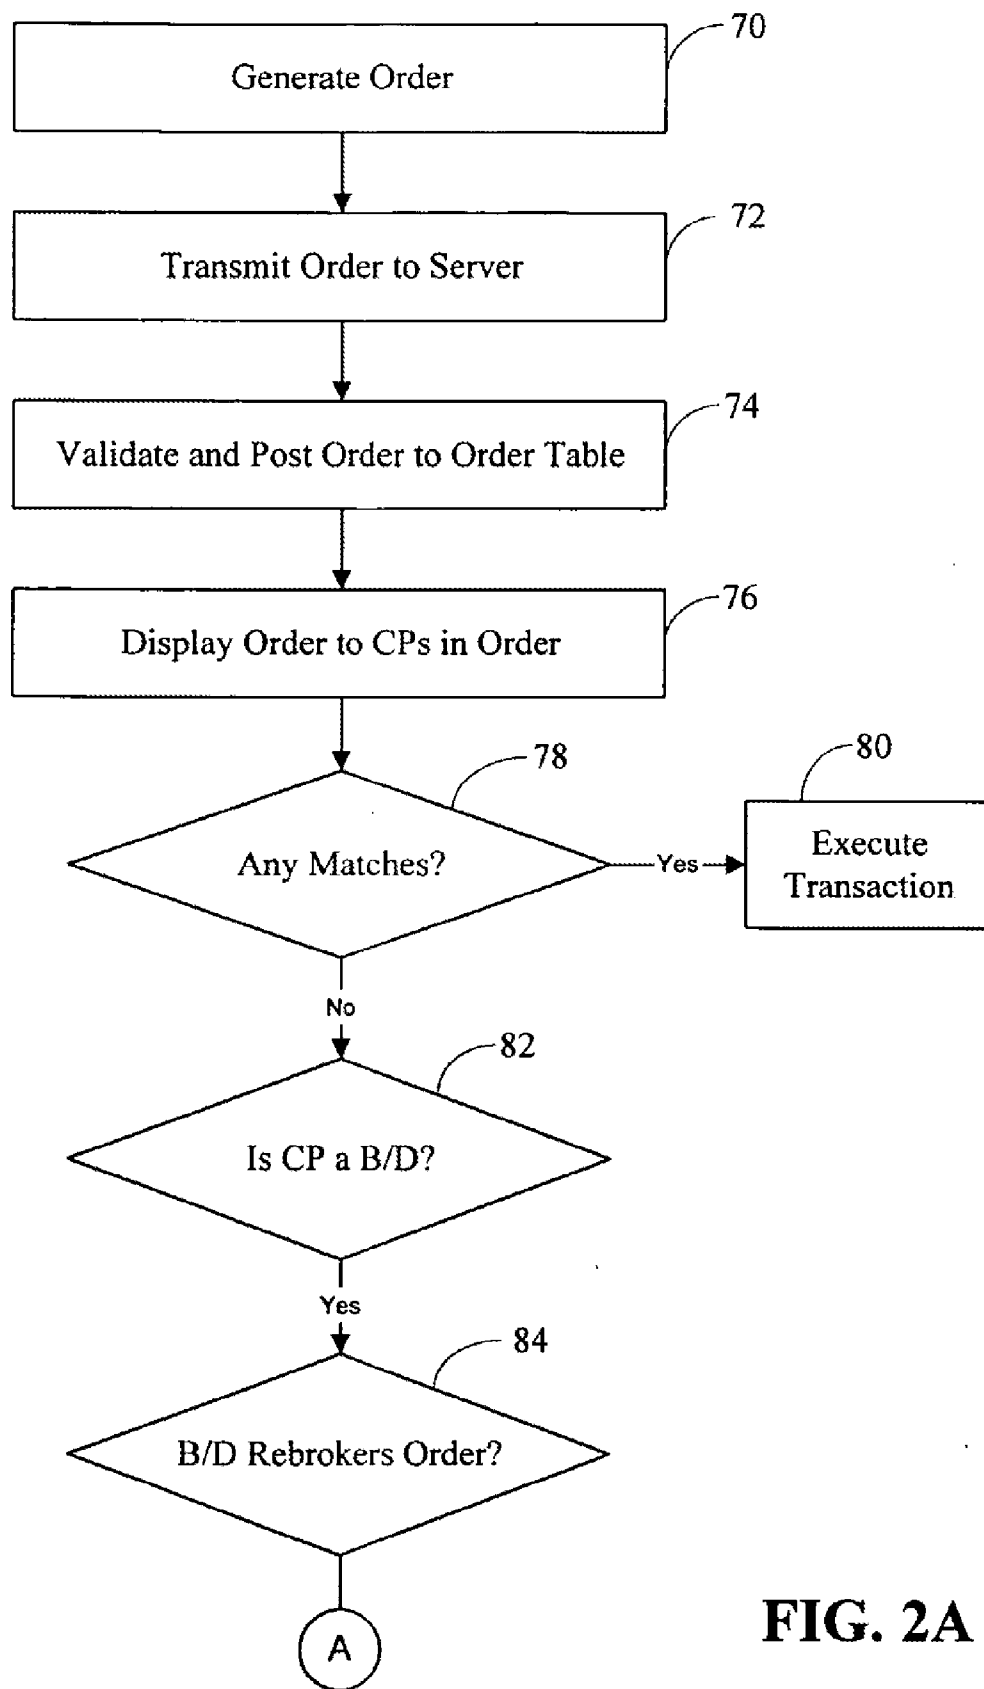 70
Generate Order
72
Transmit Order to Server
74
Validate and Post Order to Order Table
76
Display Order to CPs in Order
78
Any Matches?
Yes
80
Execute
Transaction
No
82
Is CP a B/D?
Yes
84
B/D Rebrokers Order?
A
FIG. 2A